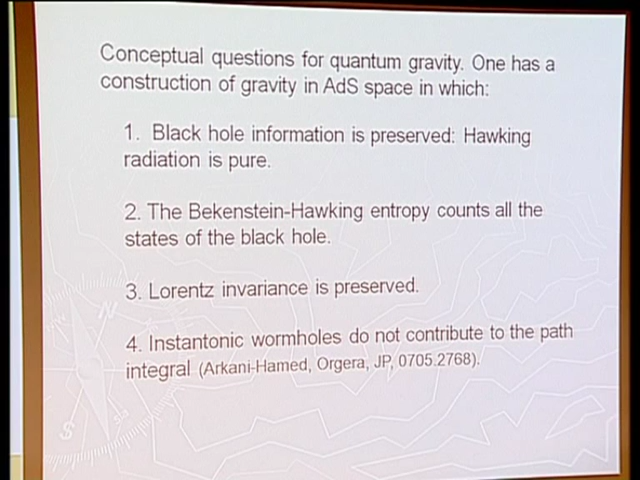 Conceptual questions for quantum gravity. One has a
construction of gravity in AdS space in which:
1. Black hole information is preserved: Hawking
radiation is pure.
2. The Bekenstein-Hawking entropy counts all the
states of the black hole.
3. Lorentz invariance is preserved.
4. Instantonic wormholes do not contribute to the path
integral (Arkani-Hamed, Orgera, JP, 0705.2768).
N
S